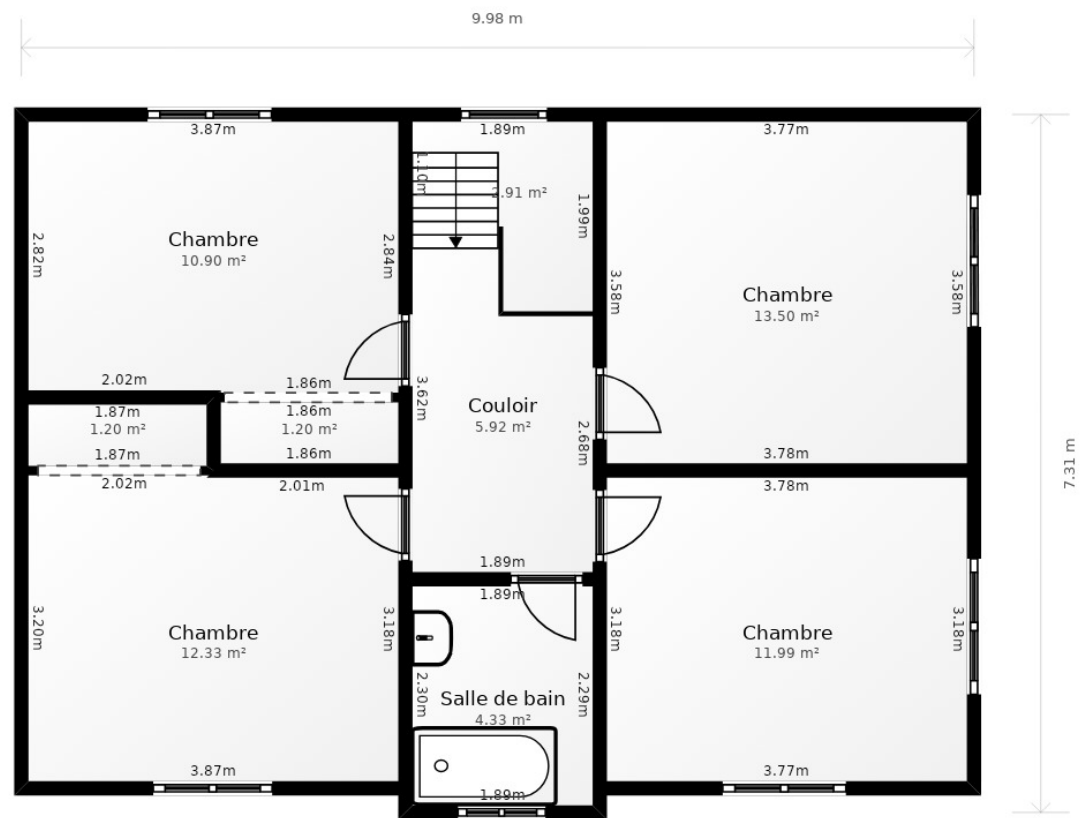 9.98 m
3.87m
1.89m
3.77m
1.10m
2.91 m²
1.99m
2.82m
Chambre
10.90 m²
2.84m
3.58m
Chambre
13.50 m²
3.58m
2.02m
1.86m
3.62m
Couloir
5.92 m²
2.68m
1.87m
1.20 m²
1.87m
1.86m
1.20 m²
1.86m
3.78m
7.31 m
2.02m
2.01m
3.78m
1.89m
1.89m
3.20m
Chambre
12.33 m²
3.18m
2.30m
Salle de bain
4.33 m²
2.29m
3.18m
Chambre
11.99 m²
3.18m
3.87m
1.89m
3.77m